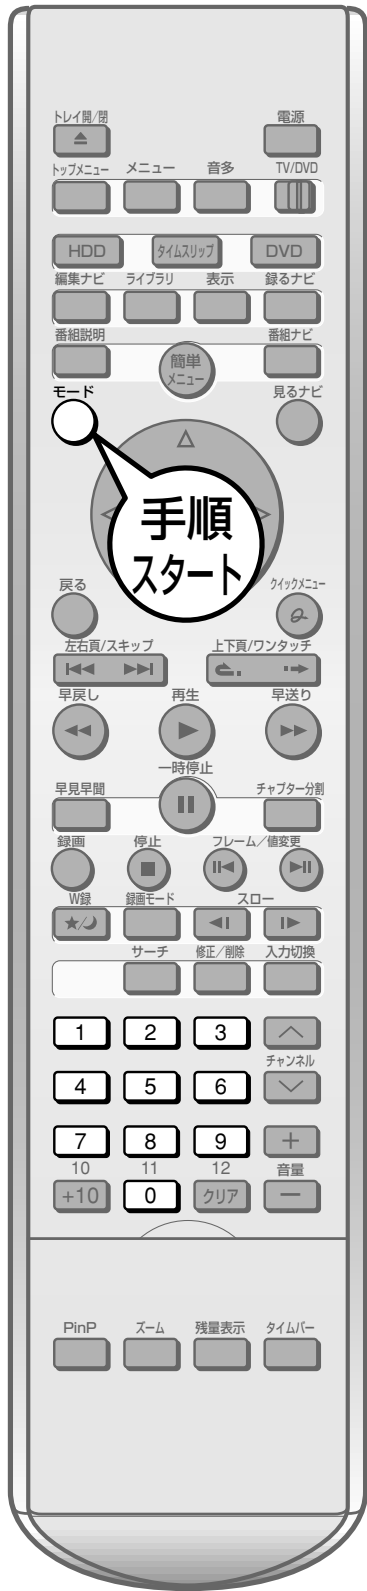 トレイ開/閉 電源
トップメニュー メニュー 音多 TV/DVD
HDD タイムスリップ DVD
編集ナビ ライブラリ 表示 録るナビ
番組説明 番組ナビ
簡単
メニュー
モード 見るナビ
手順
スタート
戻る クイックメニュー
左右頁/スキップ 上下頁/ワンタッチ
早戻し 再生 早送り
一時停止
早見早聞 チャプター分割
録画 停止 フレーム/値変更
W録 録画モード スロー
★/
サーチ 修正/削除 入力切換
1 2 3
チャンネル
4 5 6
7 8 9 +
10 11 12 音量
+10 0 クリア −
PinP ズーム 残量表示 タイムバー